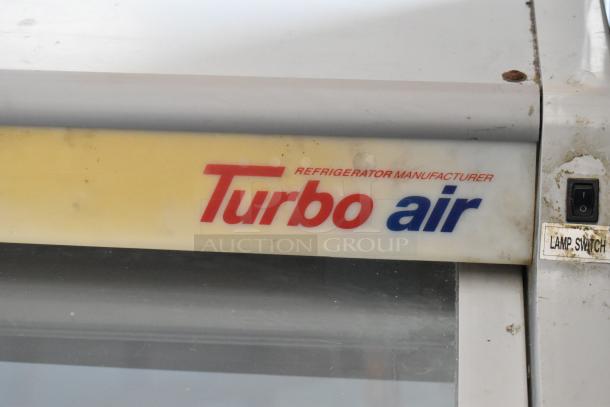 REFRIGERATOR MANUFACTURER
Turbo air
AUCTION GROUP
LAMP SWITCH